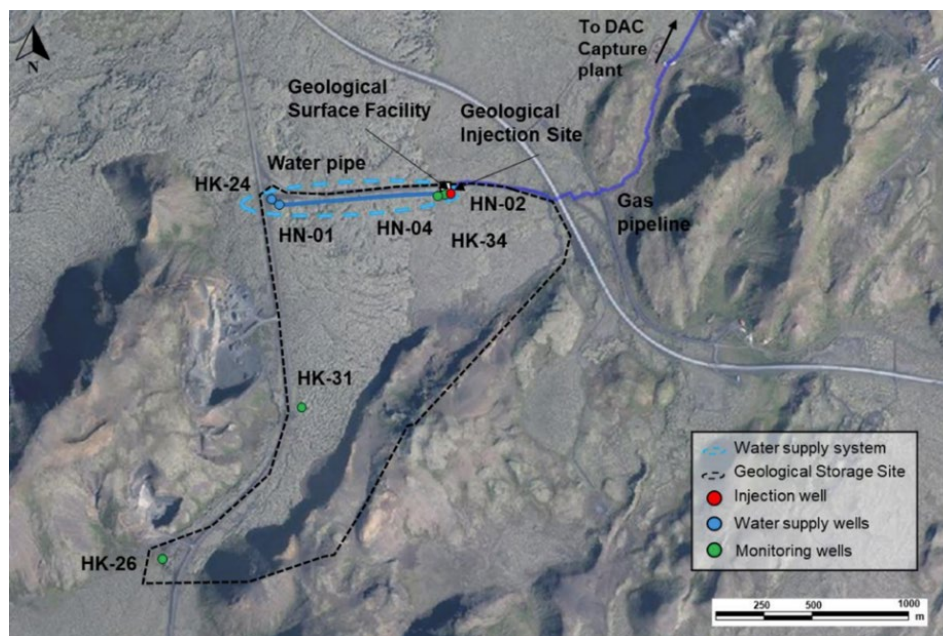 To DAC
Capture
plant
Geological
Surface Facility
Geological
Injection Site
Water pipe
HK-24
HN-02
HN-01
HN-04
HK-34
Gas
pipeline
N
HK-31
HK-26
Water supply system
Geological Storage Site
Injection well
Water supply wells
Monitoring wells
250 500 1000
m